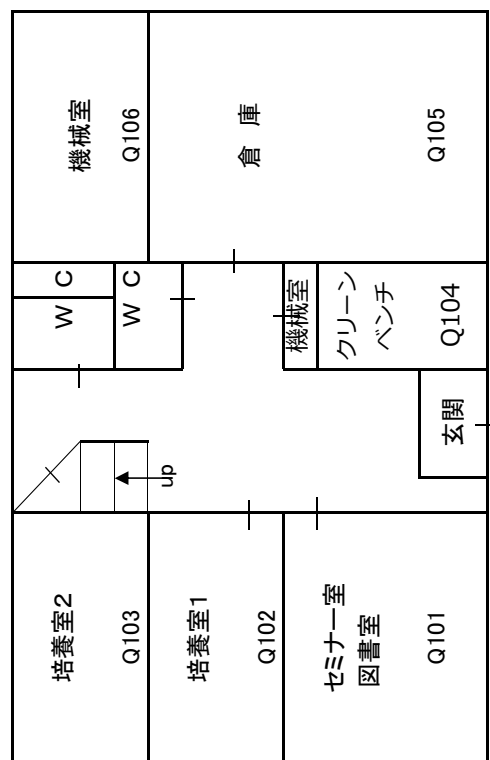 機械室
Q106
倉 庫
Q105
W C
W C
機械室
クリーン
ベンチ
Q104
玄関
up
培養室2
Q103
培養室1
Q102
セミナー室
図書室
Q101